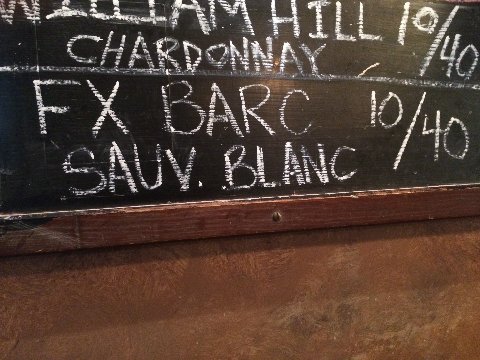 WILLIAM HILL 10/40
CHARDONNAY
FX BARC 10/40
SAUV. BLANC